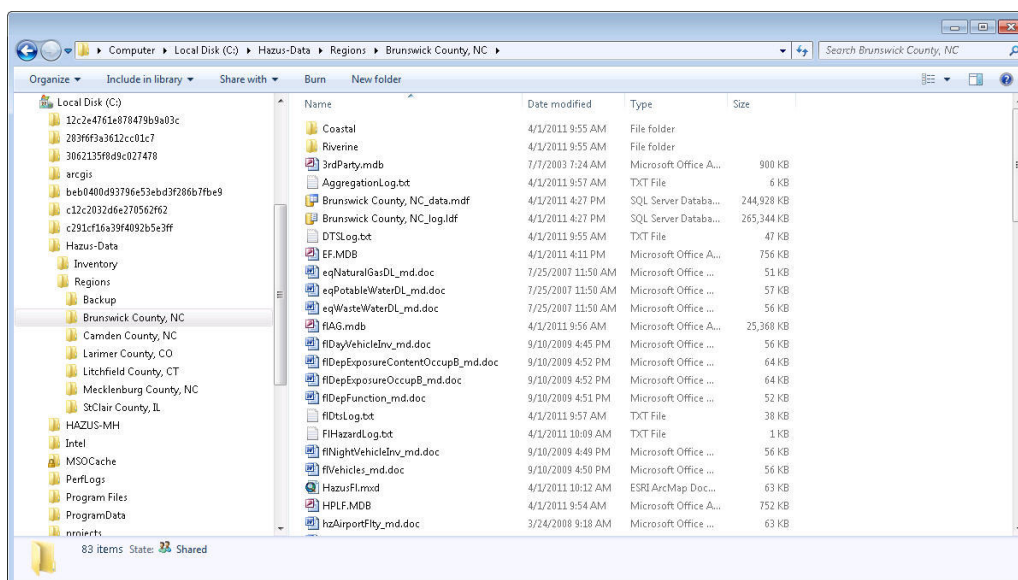 Computer Local Disk (C:) Hazus-Data Regions Brunswick County, NC Search Brunswick County, NC
Organize Include in library Share with Burn New folder
Local Disk (C:)
12c2e4761e878479b9a03c
283f6f3a3612cc01c7
3062135f8d9c027478
arcgis
beb0400d93796e53ebd3f286b7fbe9
c12c2032d6e270562f62
c291cf16a39f4092b5e3ff
Hazus-Data
Inventory
Regions
Backup
Brunswick County, NC
Camden County, NC
Larimer County, CO
Litchfield County, CT
Mecklenburg County, NC
StClair County, IL
HAZUS-MH
Intel
MSOCache
PerfLogs
Program Files
ProgramData
projects
Name Date modified Type Size
Coastal 4/1/2011 9:55 AM File folder
Riverine 4/1/2011 9:55 AM File folder
3rdParty.mdb 7/7/2003 7:24 AM Microsoft Office A... 900 KB
AggregationLog.txt 4/1/2011 9:57 AM TXT File 6 KB
Brunswick County, NC_data.mdf 4/1/2011 4:27 PM SQL Server Databa... 244,928 KB
Brunswick County, NC_log.ldf 4/1/2011 4:27 PM SQL Server Databa... 265,344 KB
DTSLog.txt 4/1/2011 9:55 AM TXT File 47 KB
EF.MDB 4/1/2011 4:11 PM Microsoft Office A... 756 KB
eqNaturalGasDL_md.doc 7/25/2007 11:50 AM Microsoft Office ... 51 KB
eqPotableWaterDL_md.doc 7/25/2007 11:50 AM Microsoft Office ... 57 KB
eqWasteWaterDL_md.doc 7/25/2007 11:50 AM Microsoft Office ... 56 KB
flAG.mdb 4/1/2011 9:56 AM Microsoft Office A... 25,368 KB
flDayVehicleInv_md.doc 9/10/2009 4:45 PM Microsoft Office ... 56 KB
flDepExposureContentOccupB_md.doc 9/10/2009 4:52 PM Microsoft Office ... 64 KB
flDepExposureOccupB_md.doc 9/10/2009 4:52 PM Microsoft Office ... 64 KB
flDepFunction_md.doc 9/10/2009 4:51 PM Microsoft Office ... 52 KB
flDtsLog.txt 4/1/2011 9:57 AM TXT File 38 KB
FlHazardLog.txt 4/1/2011 10:09 AM TXT File 1 KB
flNightVehicleInv_md.doc 9/10/2009 4:49 PM Microsoft Office ... 56 KB
flVehicles_md.doc 9/10/2009 4:50 PM Microsoft Office ... 56 KB
HazusFl.mxd 4/1/2011 10:12 AM ESRI ArcMap Doc... 63 KB
HPLF.MDB 4/1/2011 9:54 AM Microsoft Office A... 752 KB
hzAirportFlty_md.doc 3/24/2008 9:18 AM Microsoft Office ... 63 KB
83 items State: Shared